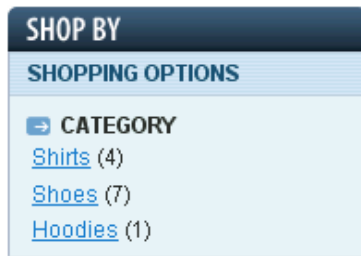 SHOP BY
SHOPPING OPTIONS
CATEGORY
Shirts (4)
Shoes (7)
Hoodies (1)